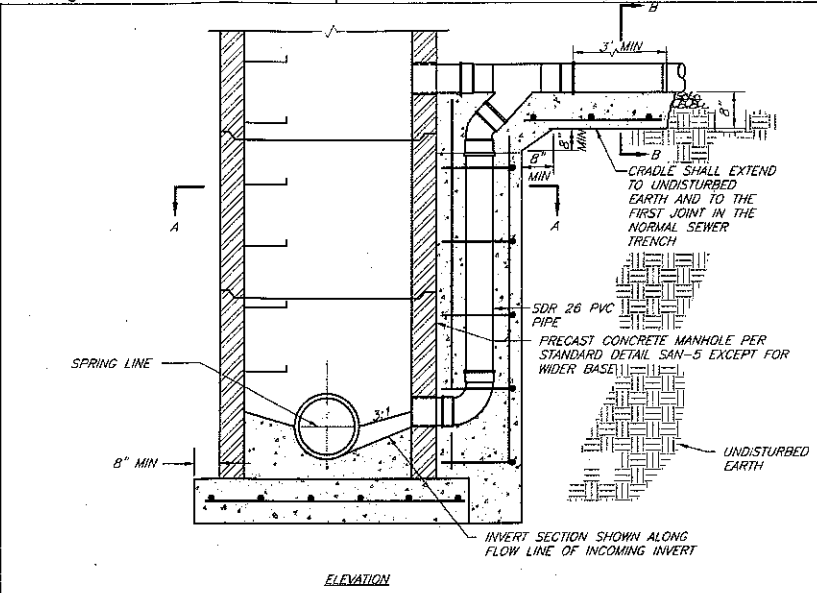 B
3' MIN
8"
8"
MIN
8"
MIN
B
CRADLE SHALL EXTEND
TO UNDISTURBED
EARTH AND TO THE
FIRST JOINT IN THE
NORMAL SEWER
TRENCH
A
A
SDR 26 PVC
PIPE
PRECAST CONCRETE MANHOLE PER
STANDARD DETAIL SAN-5 EXCEPT FOR
WIDER BASE
SPRING LINE
3:1
8" MIN
UNDISTURBED
EARTH
INVERT SECTION SHOWN ALONG
FLOW LINE OF INCOMING INVERT
ELEVATION